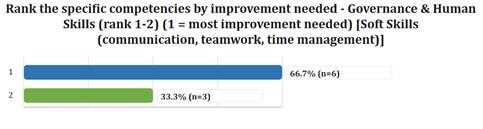 Rank the specific competencies by improvement needed - Governance & Human
Skills (rank 1-2) (1 = most improvement needed) [Soft Skills
(communication, teamwork, time management)]
1
66.7% (n=6)
2
33.3% (n=3)